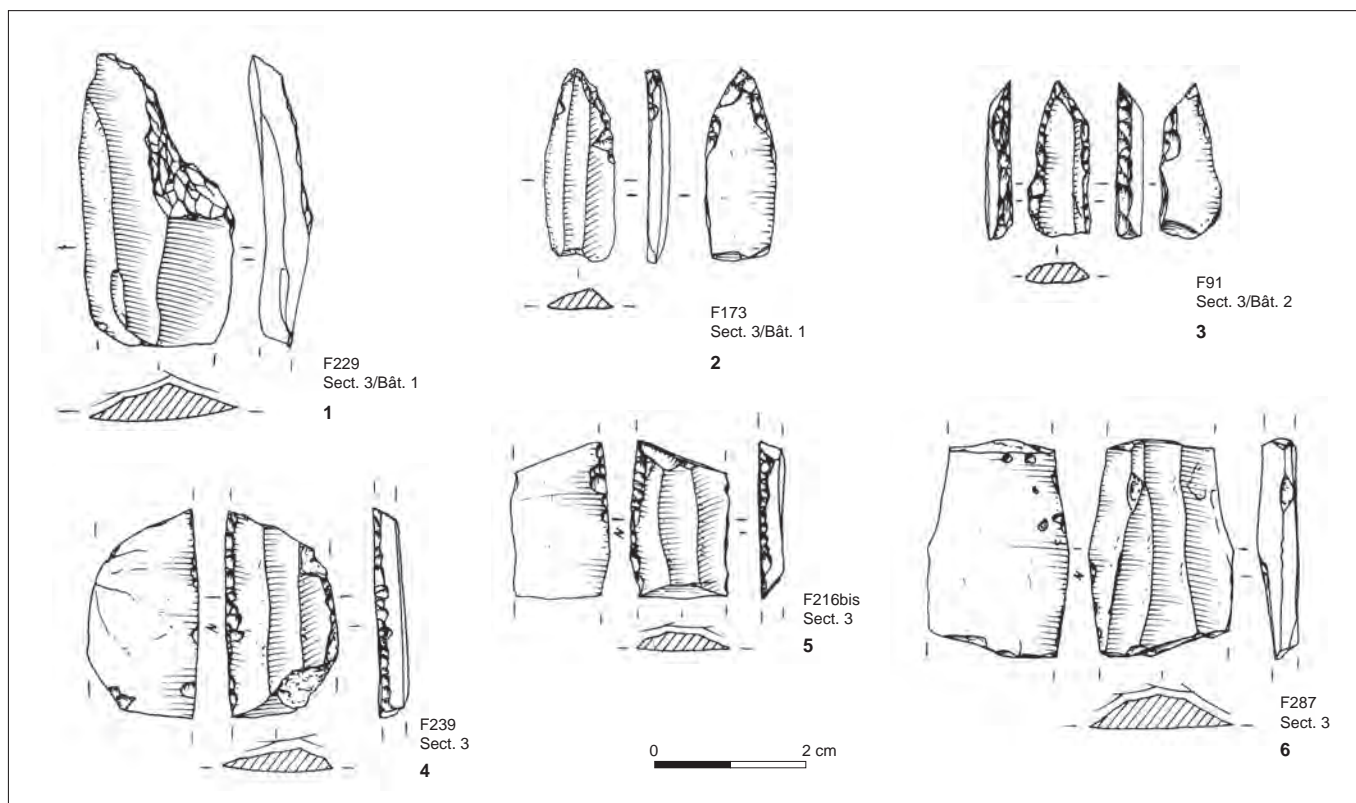 F229
Sect. 3/Bât. 1
1
F173
Sect. 3/Bât. 1
2
F91
Sect. 3/Bât. 2
3
F239
Sect. 3
4
F216bis
Sect. 3
5
F287
Sect. 3
6
0 2 cm